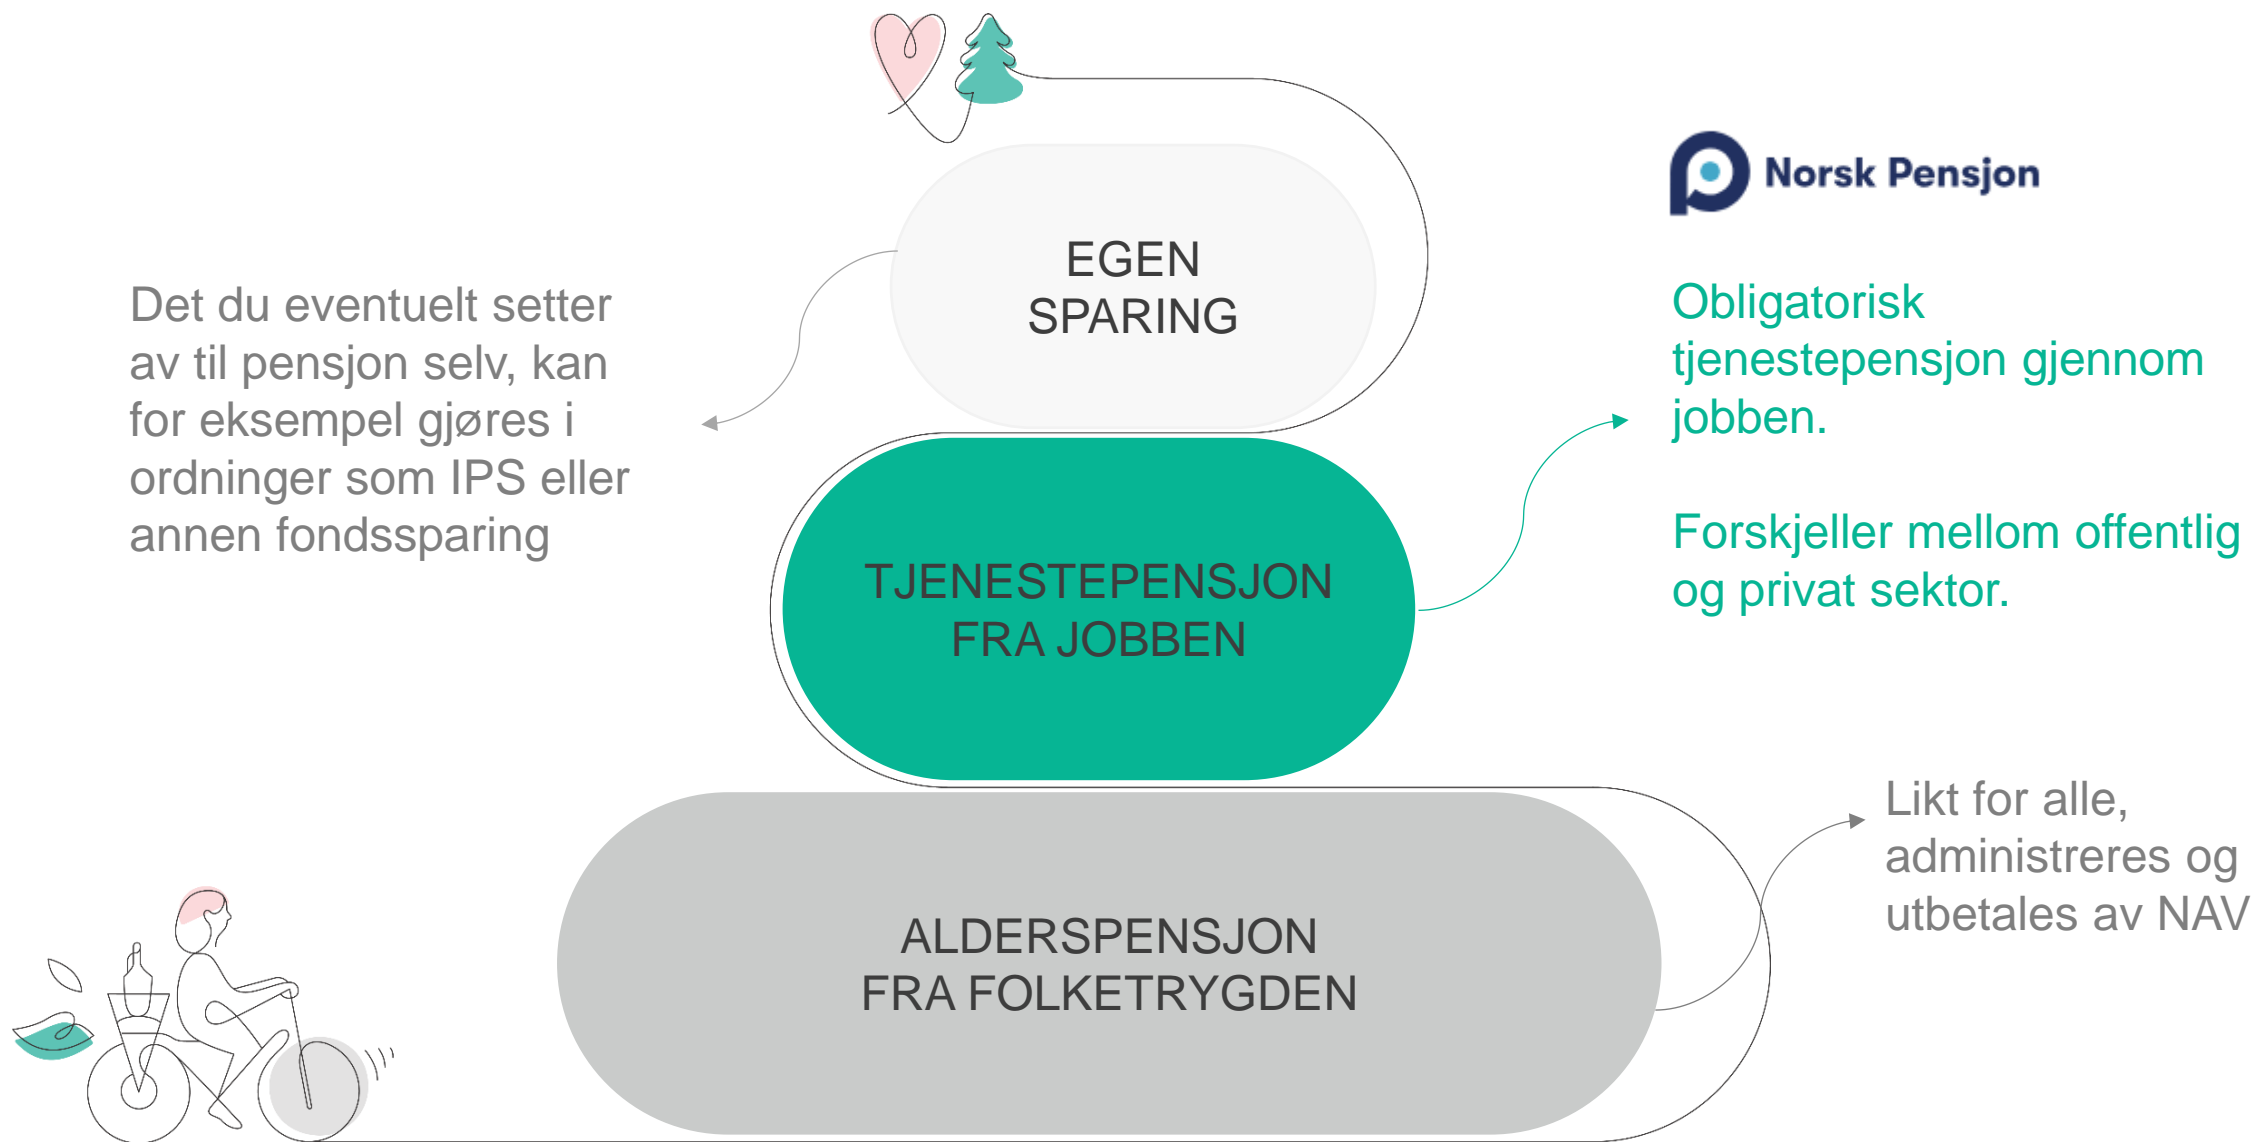 Norsk Pensjon
EGEN
SPARING
Det du eventuelt setter
av til pensjon selv, kan
for eksempel gjøres i
ordninger som IPS eller
annen fondssparing
Obligatorisk
tjenestepensjon gjennom
jobben.
Forskjeller mellom offentlig
og privat sektor.
TJENESTEPENSJON
FRA JOBBEN
Likt for alle,
administreres og
utbetales av NAV
ALDERSPENSJON
FRA FOLKETRYGDEN